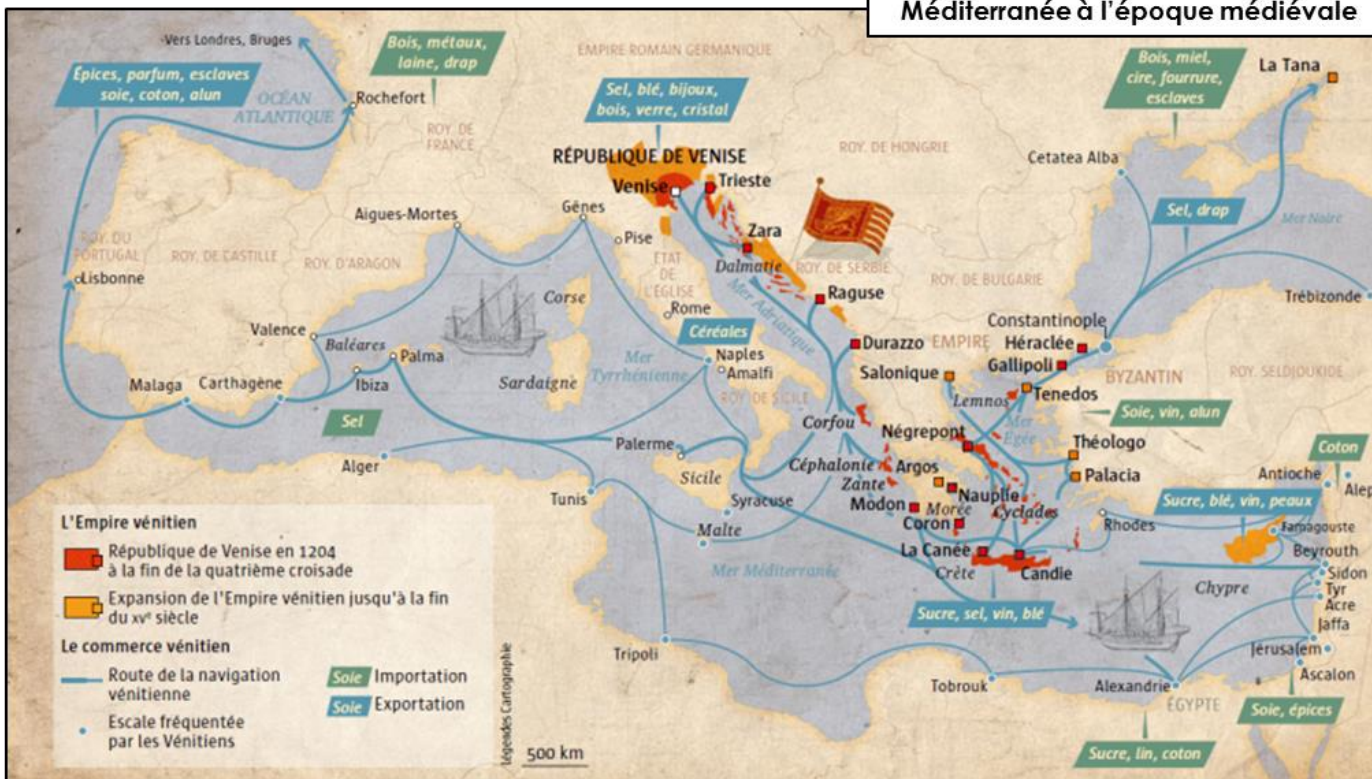 Méditerranée à l'époque médiévale
Vers Londres, Bruges
Épices, parfum, esclaves
soie, coton, alun
OCÉAN
ATLANTIQUE
Bois, métaux,
laine, drap
Rochefort
ROY. DE
FRANCE
EMPIRE ROMAIN GERMANIQUE
Sel, blé, bijoux,
bois, verre, cristal
RÉPUBLIQUE DE VENISE
Venise
Trieste
ROY. DE HONGRIE
Bois, miel,
cire, fourrure,
esclaves
La Tana
Cetatea Alba
Sel, drap
Mer Noire
Trébizonde
Aigues-Mortes
Gênes
Pise
Zara
Dalmatie
ROY. DE SERBIE
ROY. DE BULGARIE
ROY. DU
PORTUGAL
Lisbonne
ROY. DE CASTILLE
ROY. D'ARAGON
ETAT
DE
L'ÉGLISE
Mer Adriatique
Raguse
Corse
Rome
Valence
Baléares
Palma
Ibiza
Céréales
Naples
Amalfi
Mer
Tyrrhénienne
Sardaigne
ROY. DE SICILE
Durazzo
EMPIRE
Constantinople
Héraclée
Gallipoli
BYZANTIN
ROY. SELDJOUKIDE
Salonique
Lemnos
Tenedos
Soie, vin, alun
Malaga
Carthagène
Sel
Alger
Palerme
Sicile
Corfou
Négrepont
Mer
Égée
Théologo
Céphalonie
Argos
Palacia
Zante
Nauplie
Coton
Antioche
Alep
Tunis
Syracuse
Malte
Modon
Morée
Coron
Cyclades
Rhodes
Sucre, blé, vin, peaux
Famagouste
Beyrouth
La Canée
Crète
Candie
Mer Méditerranée
Chypre
Sidon
Tyr
Acre
Jaffa
Sucre, sel, vin, blé
Tripoli
Tobrouk
Alexandrie
Jérusalem
Ascalon
ÉGYPTE
Soie, épices
Sucre, lin, coton
L'Empire vénitien
République de Venise en 1204
à la fin de la quatrième croisade
Expansion de l'Empire vénitien jusqu'à la fin
du XVe siècle
Le commerce vénitien
Route de la navigation
vénitienne
Escale fréquentée
par les Vénitiens
Soie Importation
Soie Exportation
Légendes Cartographie
500 km